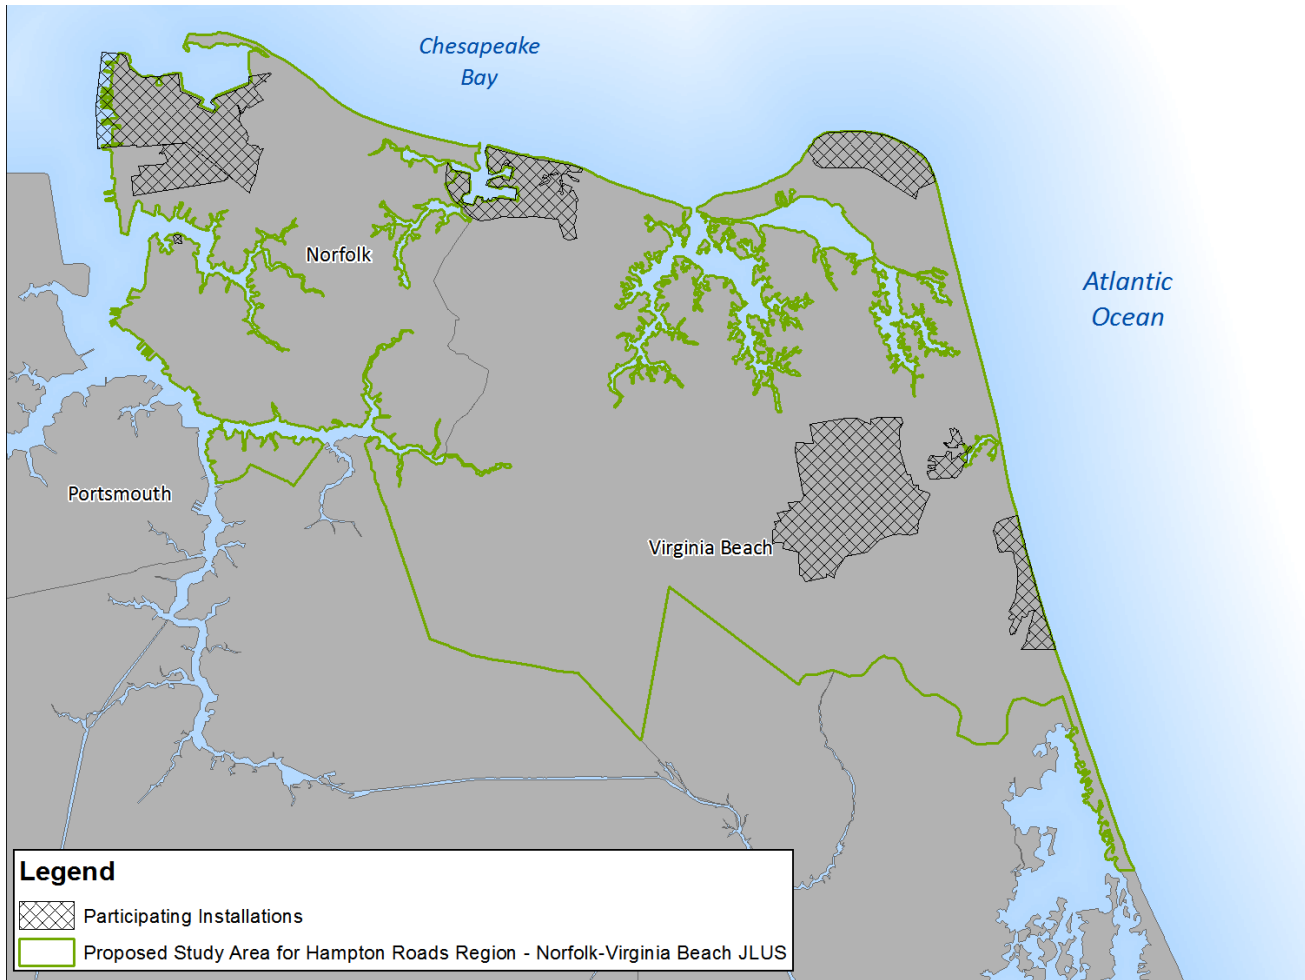 Chesapeake
Bay
Norfolk
Atlantic
Ocean
Portsmouth
Virginia Beach
Legend
Participating Installations
Proposed Study Area for Hampton Roads Region - Norfolk-Virginia Beach JLUS